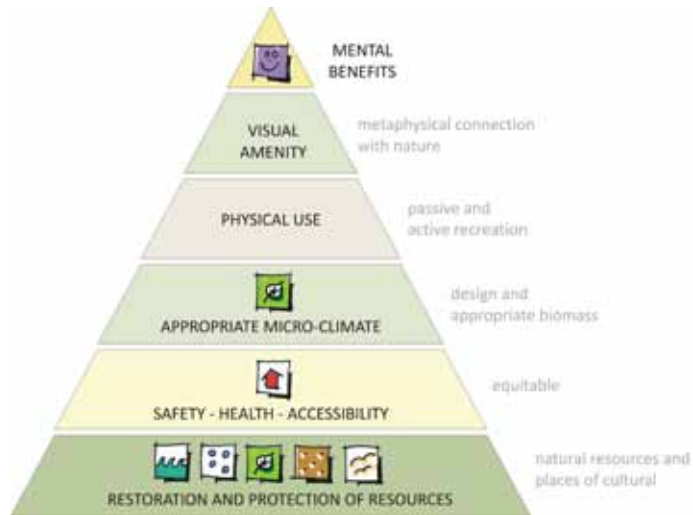 MENTAL
BENEFITS
VISUAL
AMENITY
metaphysical connection
with nature
PHYSICAL USE
passive and
active recreation
APPROPRIATE MICRO-CLIMATE
design and
appropriate biomass
SAFETY - HEALTH - ACCESSIBILITY
equitable
RESTORATION AND PROTECTION OF RESOURCES
natural resources and
places of cultural